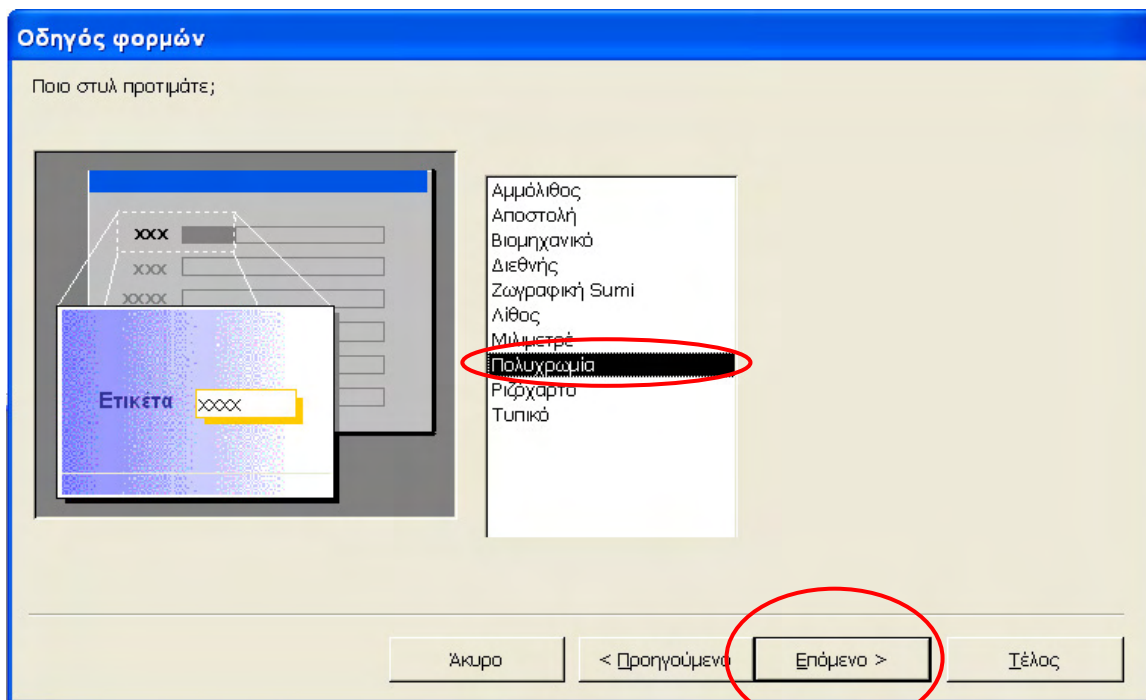 Οδηγός φορμών
Ποιο στυλ προτιμάτε;
xxx
xxx
xxxx
Ετικέτα xxxx
Αμμόλιθος
Αποστολή
Βιομηχανικό
Διεθνής
Ζωγραφική Sumi
Λίθος
Μιλιμετρέ
Πολυχρωμία
Ριζόχαρτο
Τυπικό
Άκυρο < Προηγούμενο Επόμενο > Τέλος